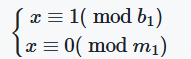 x ≡ 1( mod b₁)
x ≡ 0( mod m₁)